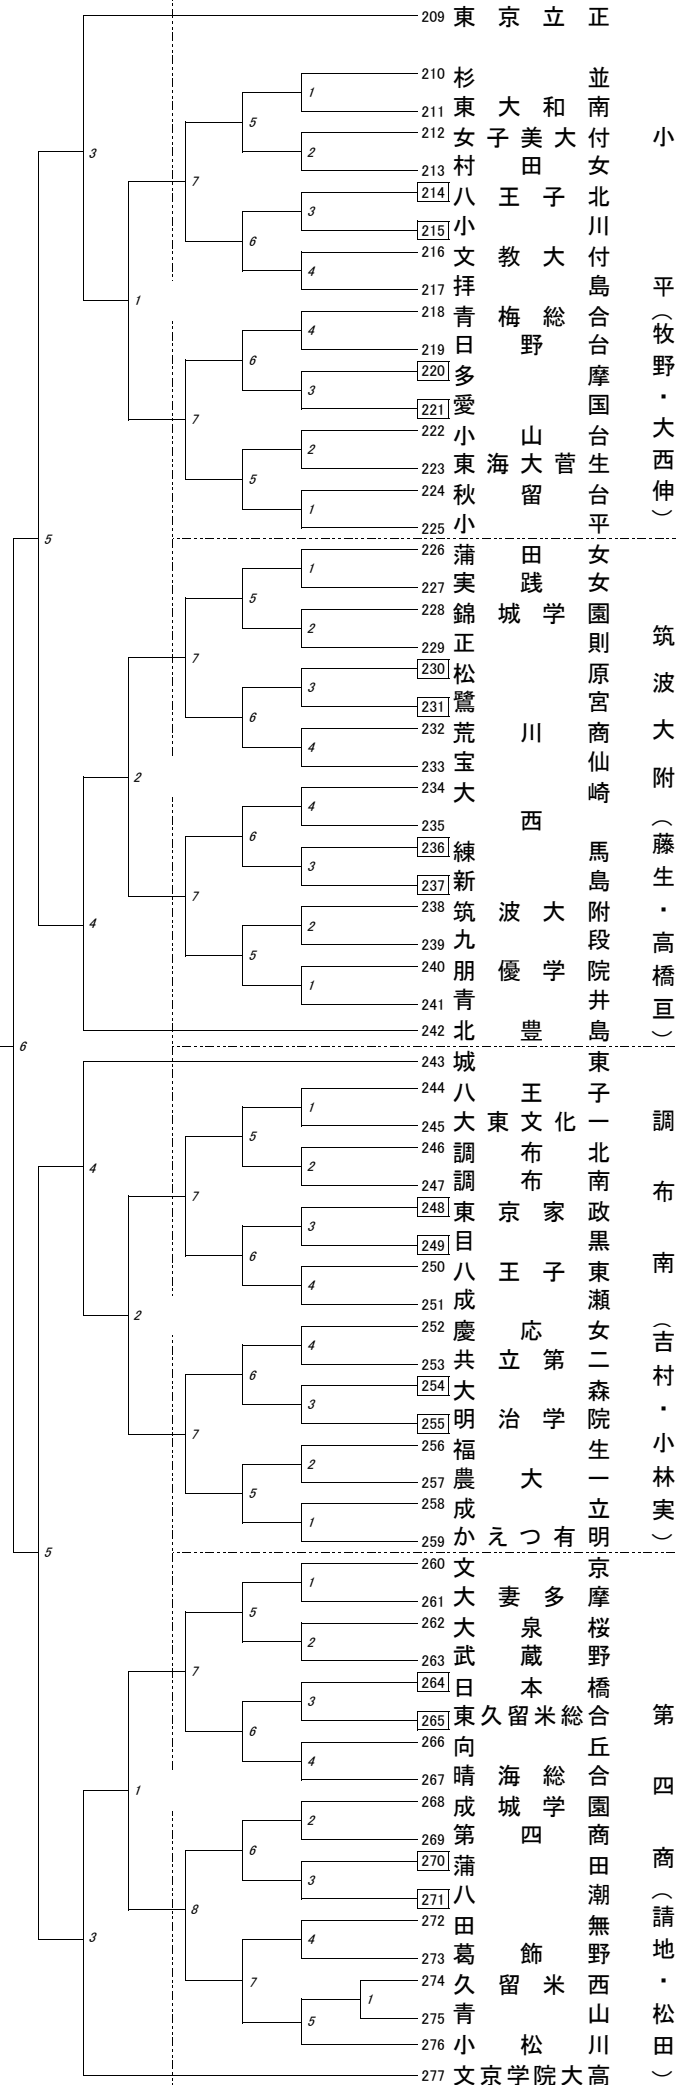 209 東京立正
210 杉並
211 東大和南
212 女子美大付
213 村田女
214 八王子北
215 小川
216 文教大付
217 拝島
218 青梅総合
219 日野台
220 多摩
221 愛国
222 小山台
223 東海大菅生
224 秋留台
225 小平
小平（牧野・大西伸）
1
2
3
4
5
6
7
4
3
2
1
6
5
7
1
3
226 蒲田女
227 実践女
228 錦城学園
229 正則
230 松原
231 鷺宮
232 荒川商
233 宝仙
234 大崎
235 西
236 練馬
237 新島
238 筑波大附
239 九段
240 朋優学院
241 青井
242 北豊島
筑波大附（藤生・高橋亘）
1
2
3
4
5
6
7
4
3
2
1
6
5
7
2
4
5
6
243 城東
244 八王子
245 大東文化一
246 調布北
247 調布南
248 東京家政
249 目黒
250 八王子東
251 成瀬
252 慶応女
253 共立第二
254 大森
255 明治学院
256 福生
257 農大一
258 成立
259 かえつ有明
調布南（吉村・小林実）
1
2
3
4
5
6
7
4
3
2
1
6
5
7
2
4
260 文京
261 大妻多摩
262 大泉桜
263 武蔵野
264 日本橋
265 東久留米総合
266 向丘
267 晴海総合
268 成城学園
269 第四商
270 蒲田
271 八潮
272 田無
273 葛飾野
274 久留米西
275 青山
276 小松川
277 文京学院大高
第四商（請地・松田）
1
2
3
4
5
6
7
2
3
4
1
5
6
7
8
1
3
5